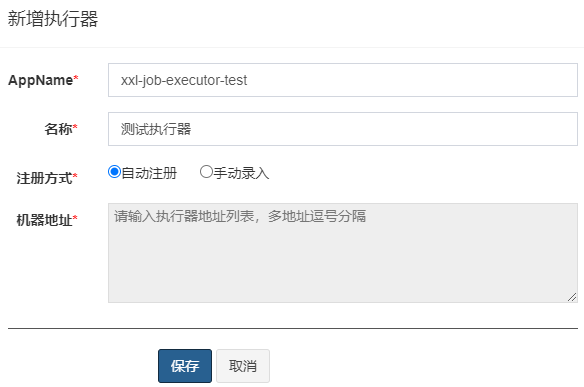 新增执行器
AppName*
xxl-job-executor-test
名称*
测试执行器
注册方式*
自动注册 手动录入
机器地址*
请输入执行器地址列表，多地址逗号分隔
保存 取消